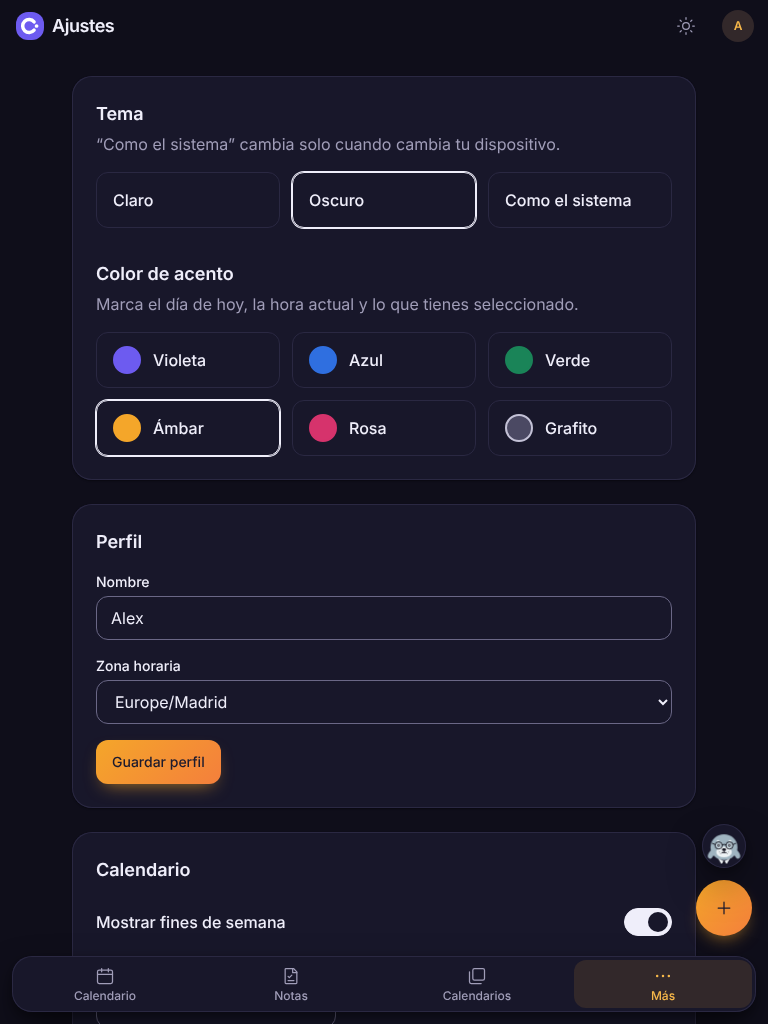 Ajustes
A
Tema
“Como el sistema” cambia solo cuando cambia tu dispositivo.
Claro
Oscuro
Como el sistema
Color de acento
Marca el día de hoy, la hora actual y lo que tienes seleccionado.
Violeta
Azul
Verde
Ámbar
Rosa
Grafito
Perfil
Nombre
Alex
Zona horaria
Europe/Madrid
Guardar perfil
Calendario
Mostrar fines de semana
Calendario
Notas
Calendarios
Más